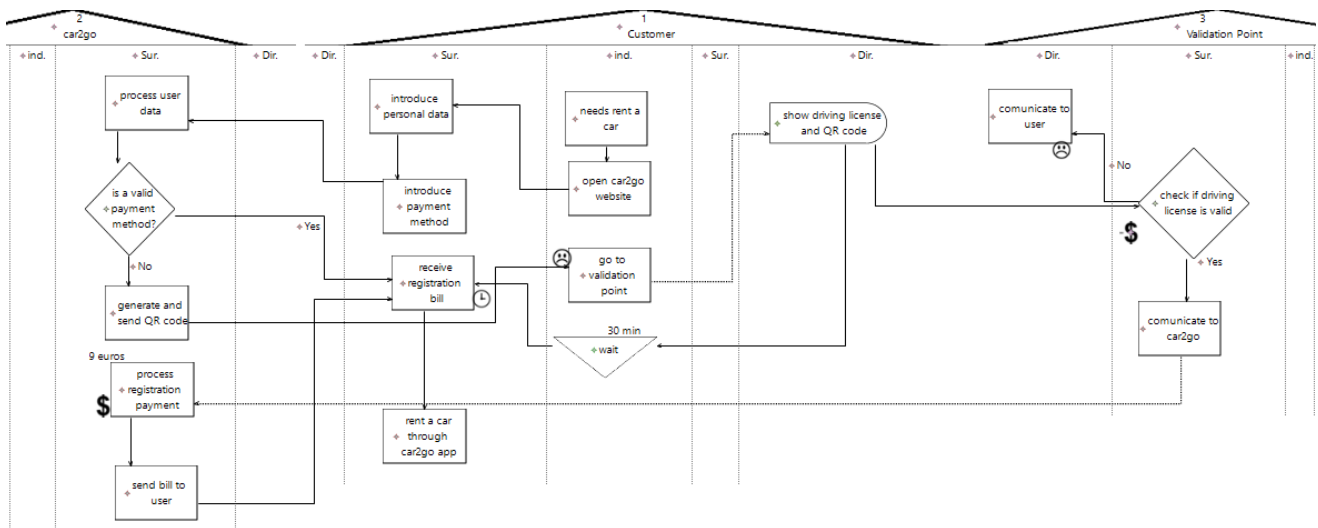 2
car2go
1
Customer
3
Validation Point
ind.
Sur.
Dir.
Dir.
Sur.
ind.
Sur.
Dir.
Dir.
Sur.
ind.
process user
data
introduce
personal data
needs rent a
car
show driving license
and QR code
comunicate to
user
No
is a valid
payment
method?
introduce
payment
method
open car2go
website
check if driving
license is valid
Yes
-$
No
receive
registration
bill
go to
validation
point
Yes
generate and
send QR code
30 min
wait
comunicate to
car2go
9 euros
process
registration
payment
$
rent a car
through
car2go app
send bill to
user